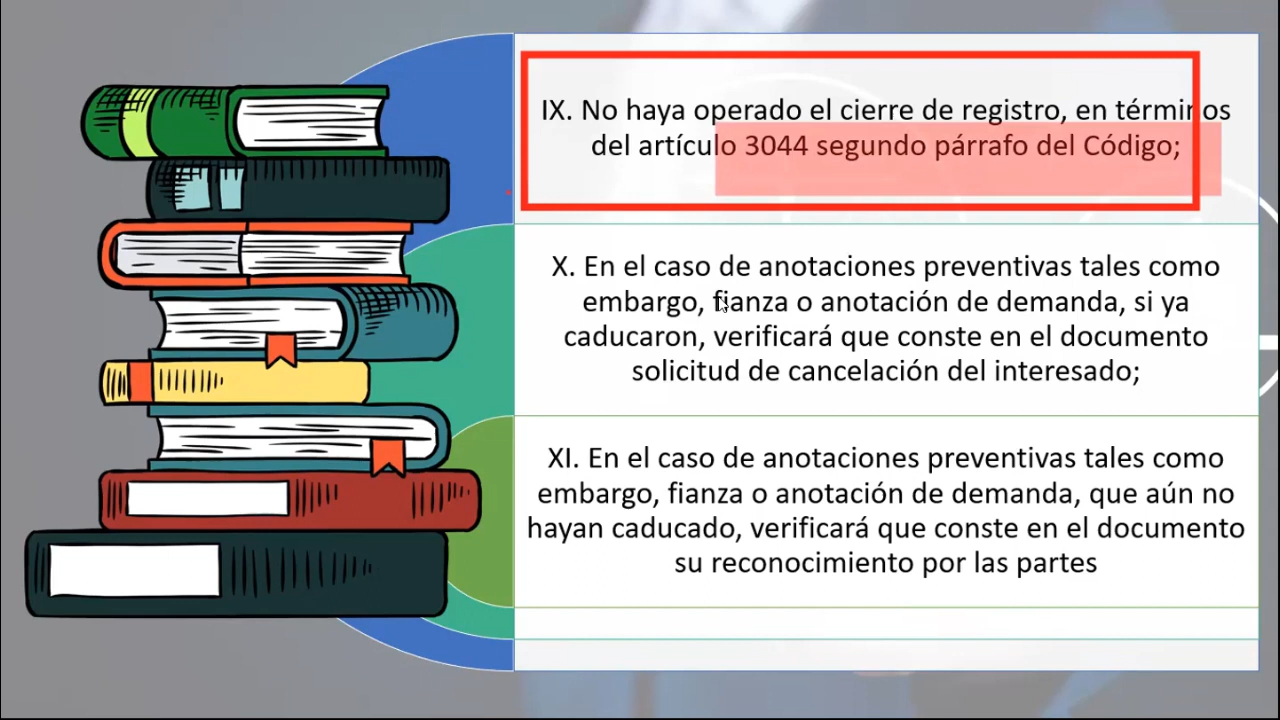 IX. No haya operado el cierre de registro, en términos
del artículo 3044 segundo párrafo del Código;
X. En el caso de anotaciones preventivas tales como
embargo, fianza o anotación de demanda, si ya
caducaron, verificará que conste en el documento
solicitud de cancelación del interesado;
XI. En el caso de anotaciones preventivas tales como
embargo, fianza o anotación de demanda, que aún no
hayan caducado, verificará que conste en el documento
su reconocimiento por las partes